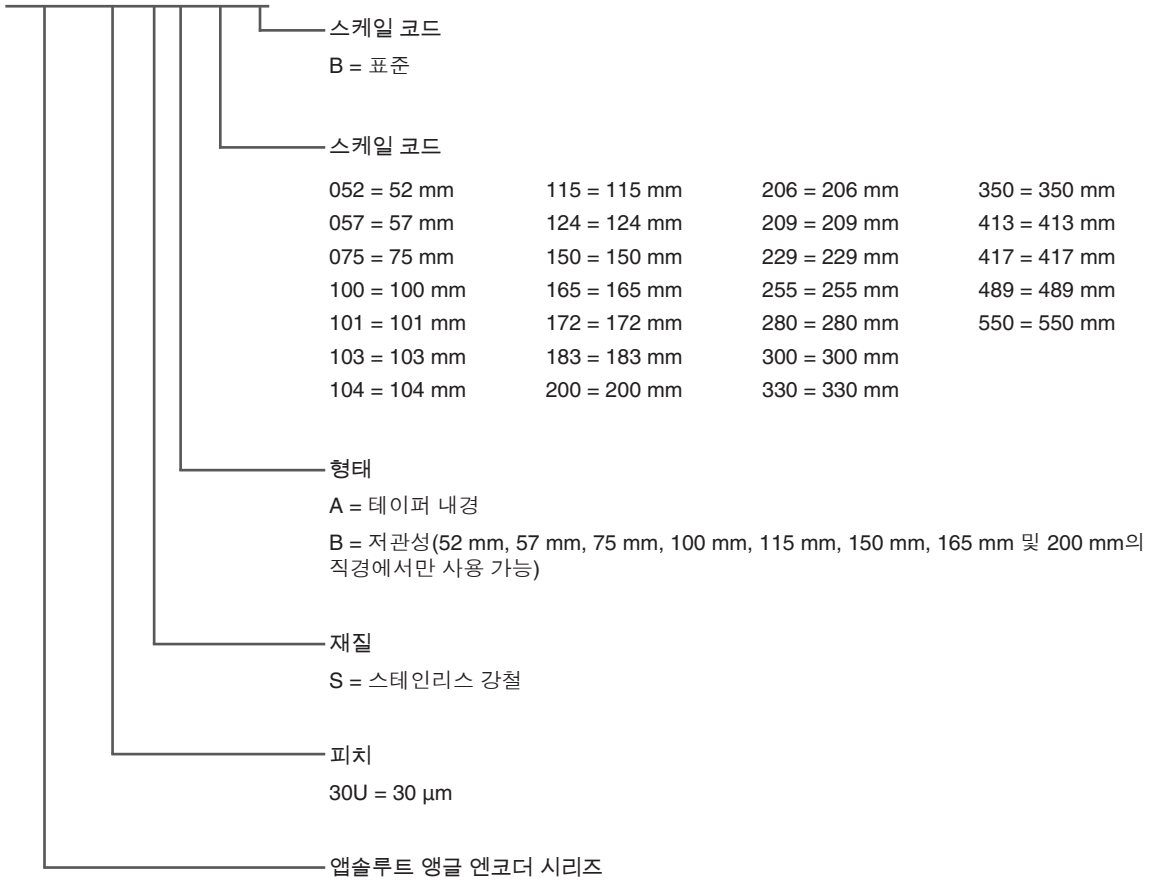 스케일 코드
B = 표준
스케일 코드
052 = 52 mm 115 = 115 mm 206 = 206 mm 350 = 350 mm
057 = 57 mm 124 = 124 mm 209 = 209 mm 413 = 413 mm
075 = 75 mm 150 = 150 mm 229 = 229 mm 417 = 417 mm
100 = 100 mm 165 = 165 mm 255 = 255 mm 489 = 489 mm
101 = 101 mm 172 = 172 mm 280 = 280 mm 550 = 550 mm
103 = 103 mm 183 = 183 mm 300 = 300 mm
104 = 104 mm 200 = 200 mm 330 = 330 mm
형태
A = 테이퍼 내경
B = 저관성(52 mm, 57 mm, 75 mm, 100 mm, 115 mm, 150 mm, 165 mm 및 200 mm의
직경에서만 사용 가능)
재질
S = 스테인리스 강철
피치
30U = 30 µm
앱솔루트 앵글 엔코더 시리즈